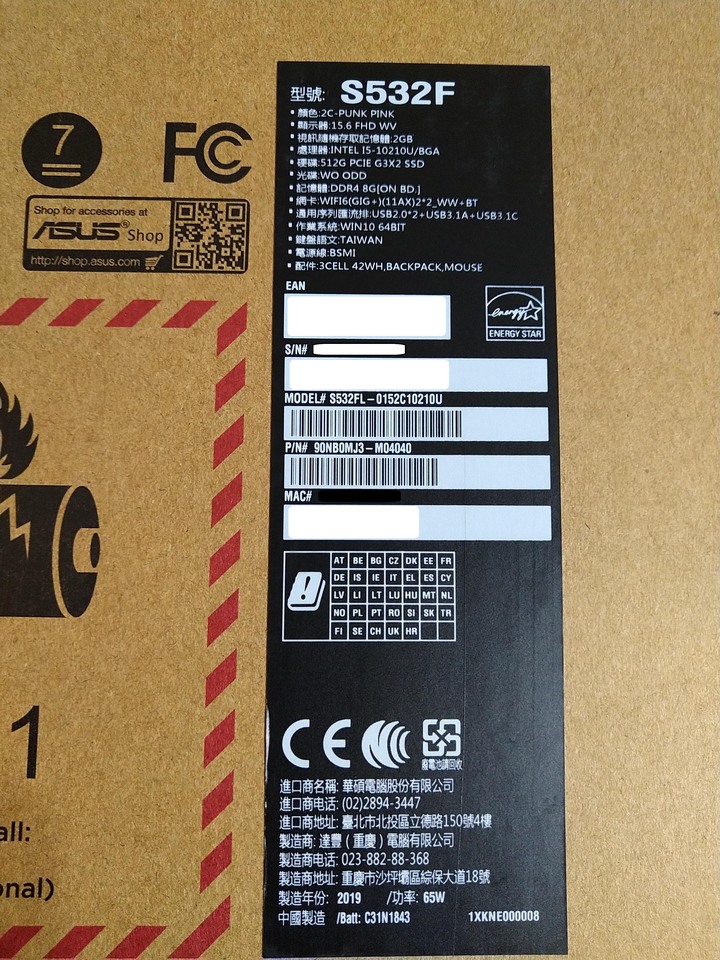 7
FC
Shop for accessories at
ASUS® Shop
http://shop.asus.com
型號: S532F
▪ 顏色:2C-PUNK PINK
▪ 顯示器:15.6 FHD WV
▪ 視訊隨機存取記憶體:2GB
▪ 處理器:INTEL I5-10210U/BGA
▪ 硬碟:512G PCIE G3X2 SSD
▪ 光碟:WO ODD
▪ 記憶體:DDR4 8G[ON BD.]
▪ 網卡:WIFI6(GIG+)(11AX)2*2_WW+BT
▪ 通用序列匯流排:USB2.0*2+USB3.1A+USB3.1C
▪ 作業系統:WIN10 64BIT
▪ 鍵盤語文:TAIWAN
▪ 電源線:BSMI
▪ 配件:3CELL 42WH,BACKPACK,MOUSE
EAN
energy
ENERGY STAR
S/N#
MODEL# S532FL-0152C10210U
P/N# 90NB0MJ3-M04040
MAC#
AT BE BG CZ DK EE FR
DE IS IE IT EL ES CY
LV LI LT LU HU MT NL
NO PL PT RO SI SK TR
FI SE CH UK HR
CE
廢電池請回收
進口商名稱: 華碩電腦股份有限公司
進口商电话: (02)2894-3447
進口商地址: 臺北市北投區立德路150號4樓
製造商: 達豐(重慶)電腦有限公司
製造商电话: 023-882-88-368
製造商地址: 重慶市沙坪壩區綜保大道18號
製造年份: 2019 /功率: 65W
中國製造 /Batt: C31N1843 1XKNE000008
1
all:
onal)